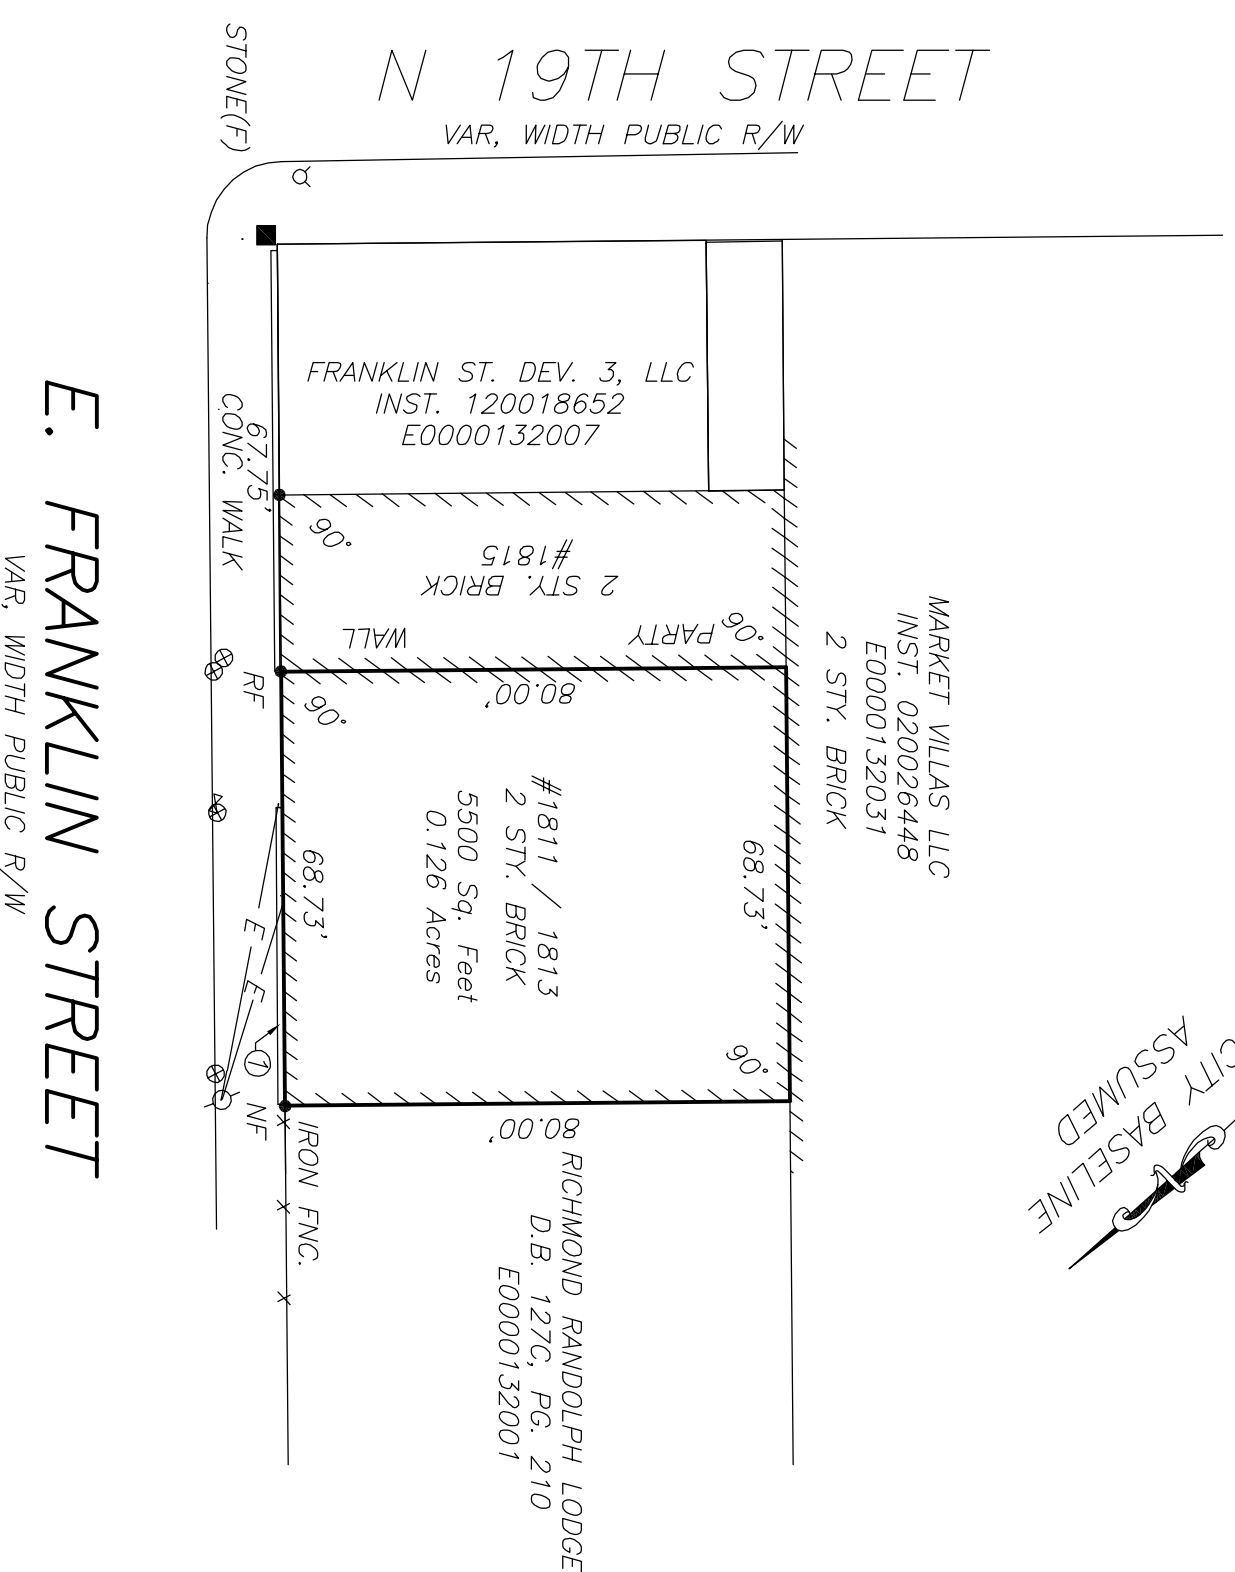 N 19TH STREET
VAR, WIDTH PUBLIC R/W
STONE(F)
FRANKLIN ST. DEV. 3, LLC
INST. 120018652
E0000132007
67.75'
CONC. WALK
E. FRANKLIN STREET
VAR, WIDTH PUBLIC R/W
90°
#1815
2 STY. BRICK
PARTY WALL
90°
MARKET VILLAS LLC
INST. 020026448
E0000132031
2 STY. BRICK
RF
90°
80.00'
#1811 / 1813
2 STY. BRICK
5500 Sq. Feet
0.126 Acres
68.73'
68.73'
E
E
1
NF
90°
80.00'
IRON FNC.
X
X
X
RICHMOND RANDOLPH LODGE
D.B. 127C, PG. 210
E0000132001
CITY BASELINE
ASSUMED
N